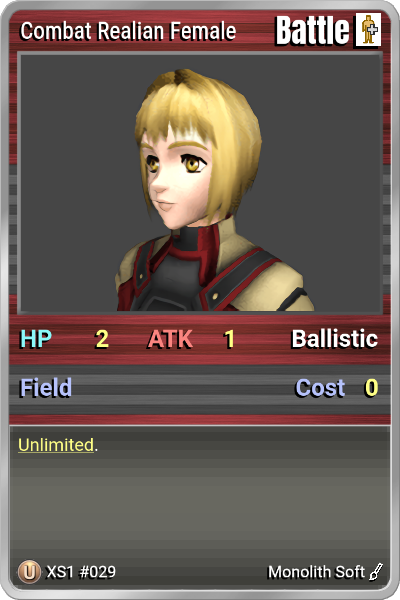 Combat Realian Female Battle
HP 2 ATK 1 Ballistic
Field Cost 0
Unlimited.
U XS1 #029 Monolith Soft